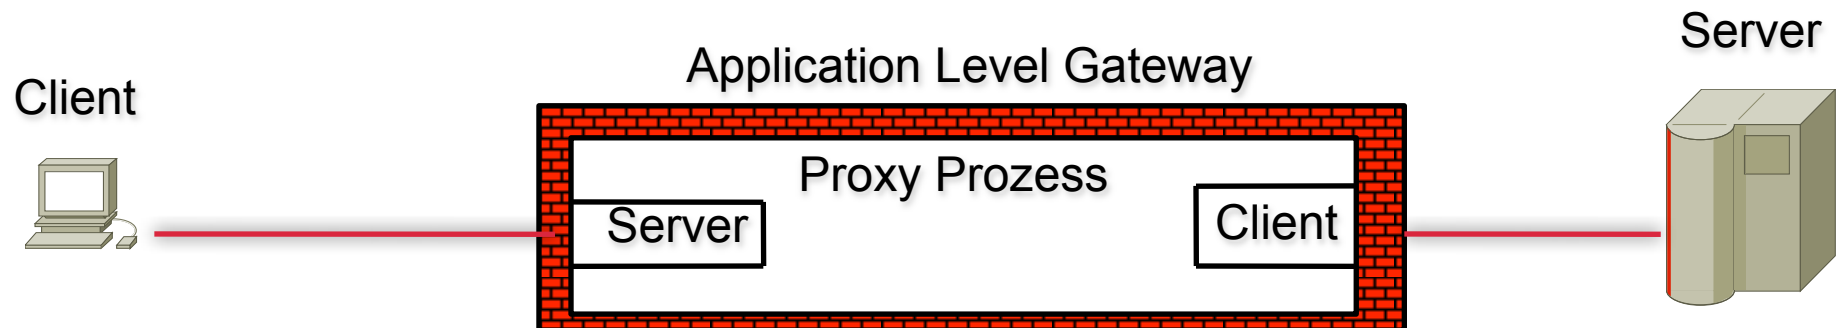 Server
Application Level Gateway
Client
Proxy Prozess
Server
Client